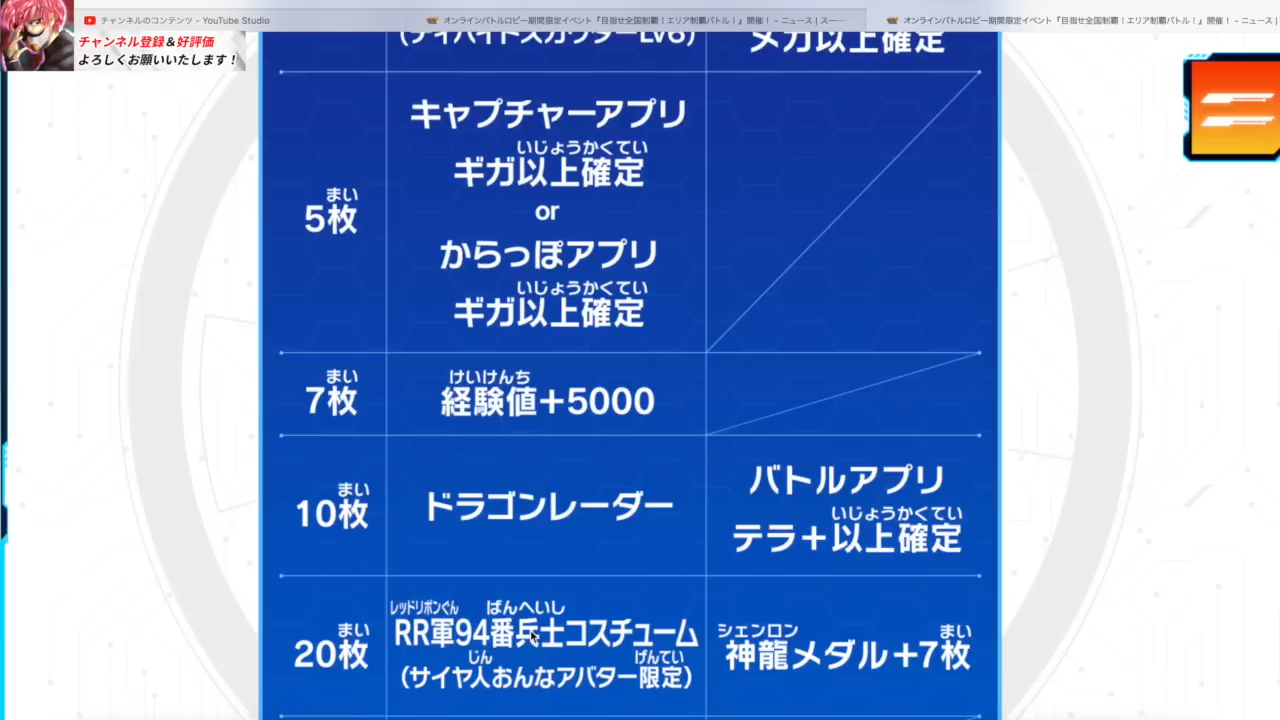 チャンネルのコンテンツ - YouTube Studio
オンラインバトルロビー期間限定イベント『目指せ全国制覇!エリア制覇バトル!』開催! - ニュース | スー…
オンラインバトルロビー期間限定イベント『目指せ全国制覇!エリア制覇バトル!』開催! - ニュース |
チャンネル登録&好評価
よろしくお願いいたします!
メガ以上確定
キャプチャーアプリ
いじょうかくてい
ギガ以上確定
or
からっぽアプリ
いじょうかくてい
ギガ以上確定
まい
5枚
まい
7枚
けいけんち
経験値+5000
まい
10枚
ドラゴンレーダー
バトルアプリ
いじょうかくてい
テラ+以上確定
まい
20枚
レッドリボンぐん ばんへいし
RR軍94番兵士コスチューム
じん げんてい
(サイヤ人おんなアバター限定)
シェンロン まい
神龍メダル+7枚